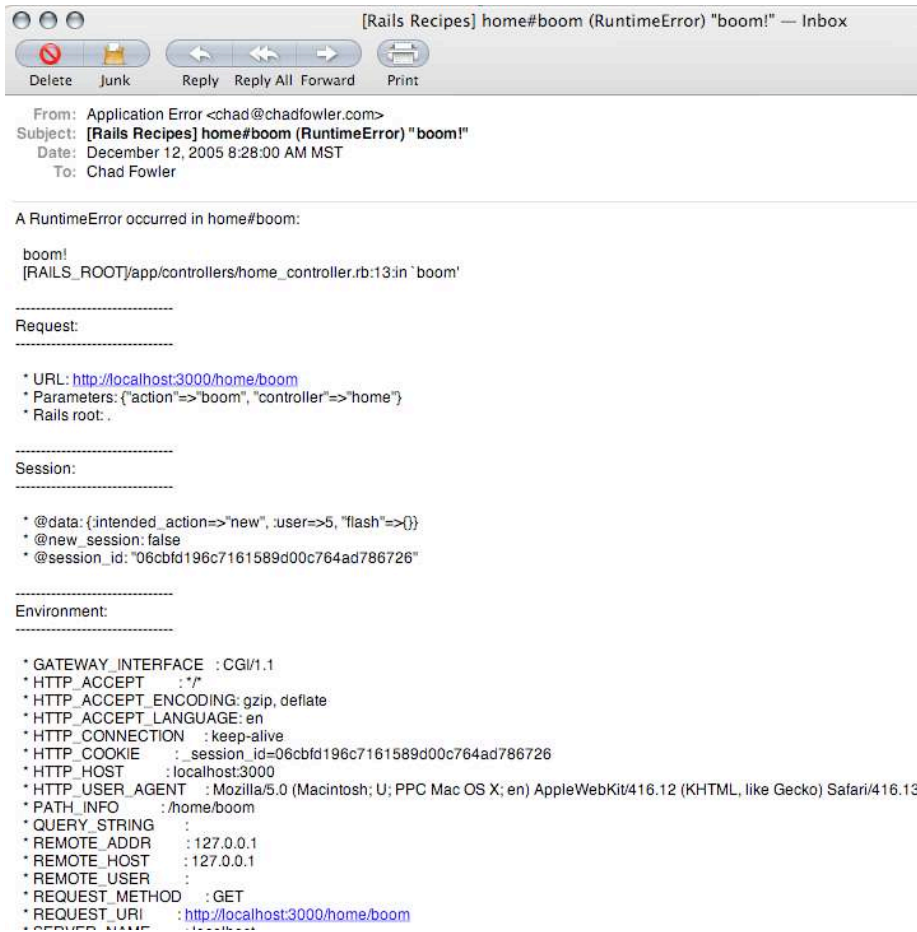 [Rails Recipes] home#boom (RuntimeError) "boom!" — Inbox
Delete Junk Reply Reply All Forward Print
From: Application Error <chad@chadfowler.com>
Subject: [Rails Recipes] home#boom (RuntimeError) "boom!"
Date: December 12, 2005 8:28:00 AM MST
To: Chad Fowler
A RuntimeError occurred in home#boom:
boom!
[RAILS_ROOT]/app/controllers/home_controller.rb:13:in `boom'
-------------------------------
Request:
-------------------------------
* URL: http://localhost:3000/home/boom
* Parameters: {"action"=>"boom", "controller"=>"home"}
* Rails root: .
-------------------------------
Session:
-------------------------------
* @data: {:intended_action=>"new", :user=>5, "flash"=>{}}
* @new_session: false
* @session_id: "06cbfd196c7161589d00c764ad786726"
-------------------------------
Environment:
-------------------------------
* GATEWAY_INTERFACE : CGI/1.1
* HTTP_ACCEPT : */*
* HTTP_ACCEPT_ENCODING: gzip, deflate
* HTTP_ACCEPT_LANGUAGE: en
* HTTP_CONNECTION : keep-alive
* HTTP_COOKIE : _session_id=06cbfd196c7161589d00c764ad786726
* HTTP_HOST : localhost:3000
* HTTP_USER_AGENT : Mozilla/5.0 (Macintosh; U; PPC Mac OS X; en) AppleWebKit/416.12 (KHTML, like Gecko) Safari/416.13
* PATH_INFO : /home/boom
* QUERY_STRING :
* REMOTE_ADDR : 127.0.0.1
* REMOTE_HOST : 127.0.0.1
* REMOTE_USER :
* REQUEST_METHOD : GET
* REQUEST_URI : http://localhost:3000/home/boom
* SERVER_NAME : localhost